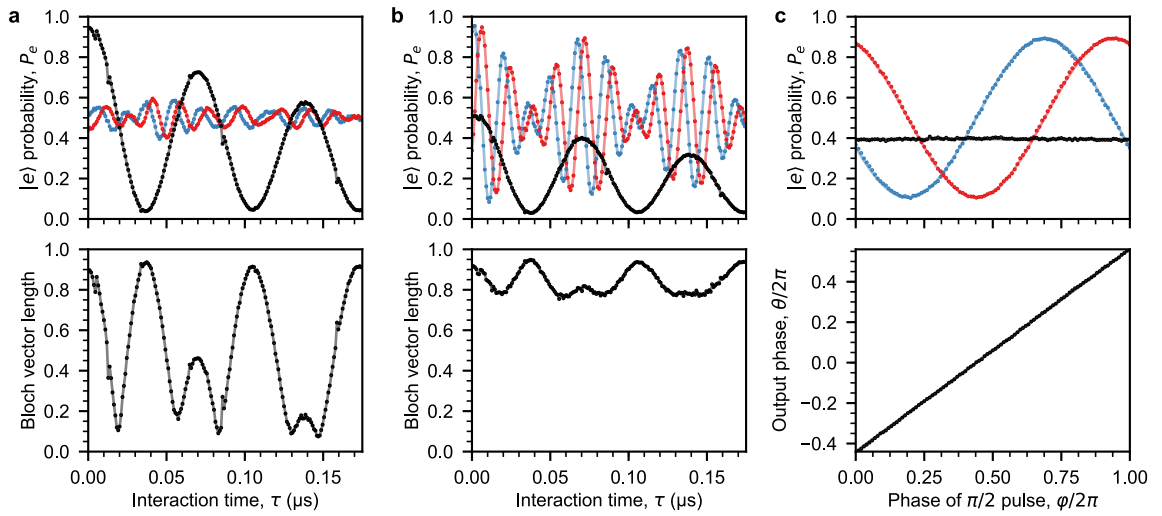 a
b
c
|e⟩ probability, P_e
1.0
0.8
0.6
0.4
0.2
0.0
|e⟩ probability, P_e
1.0
0.8
0.6
0.4
0.2
0.0
|e⟩ probability, P_e
1.0
0.8
0.6
0.4
0.2
0.0
Bloch vector length
1.0
0.8
0.6
0.4
0.2
0.0
0.00 0.05 0.10 0.15
Interaction time, τ (μs)
Bloch vector length
1.0
0.8
0.6
0.4
0.2
0.0
0.00 0.05 0.10 0.15
Interaction time, τ (μs)
Output phase, θ/2π
0.4
0.2
0.0
−0.2
−0.4
0.00 0.25 0.50 0.75 1.00
Phase of π/2 pulse, φ/2π